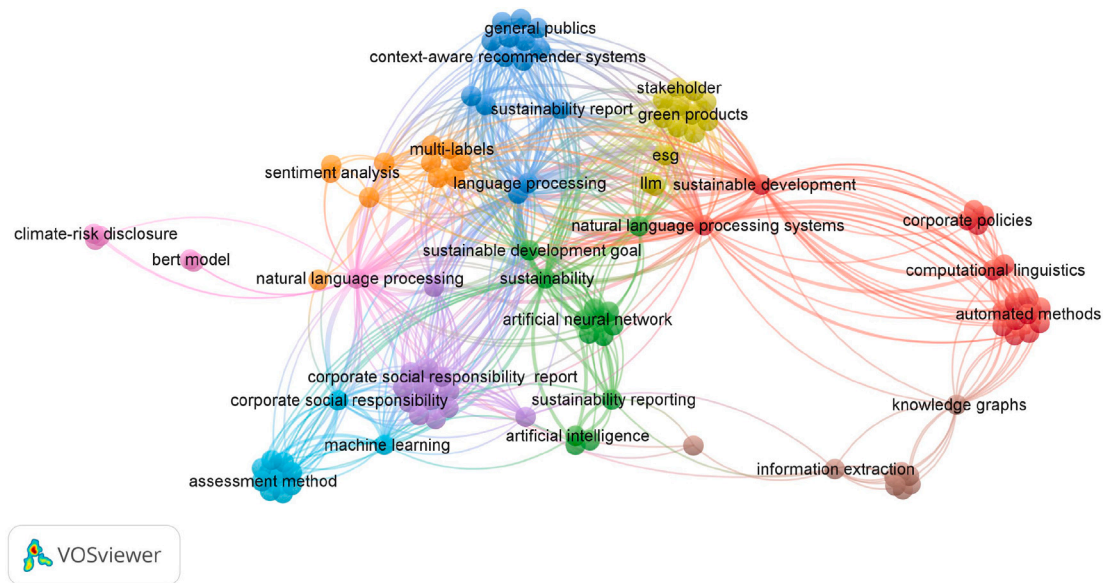 general publics
context-aware recommender systems
stakeholder
sustainability report
green products
multi-labels
esg
sentiment analysis
language processing
llm
sustainable development
corporate policies
natural language processing systems
climate-risk disclosure
sustainable development goal
bert model
computational linguistics
natural language processing
sustainability
artificial neural network
automated methods
corporate social responsibility report
corporate social responsibility
sustainability reporting
knowledge graphs
artificial intelligence
machine learning
information extraction
assessment method
VOSviewer